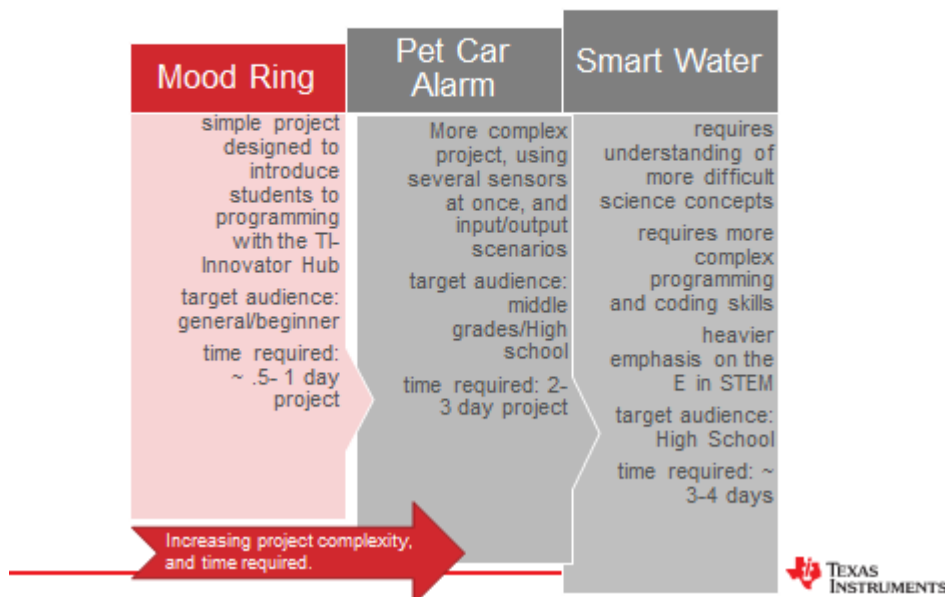 Mood Ring
simple project
designed to
introduce
students to
programming
with the TI-
Innovator Hub
target audience:
general/beginner
time required:
~ .5- 1 day
project
Pet Car
Alarm
More complex
project, using
several sensors
at once, and
input/output
scenarios
target audience:
middle
grades/High
school
time required: 2-
3 day project
Smart Water
requires
understanding of
more difficult
science concepts
requires more
complex
programming
and coding skills
heavier
emphasis on the
E in STEM
target audience:
High School
time required: ~
3-4 days
Increasing project complexity,
and time required.
TEXAS
INSTRUMENTS